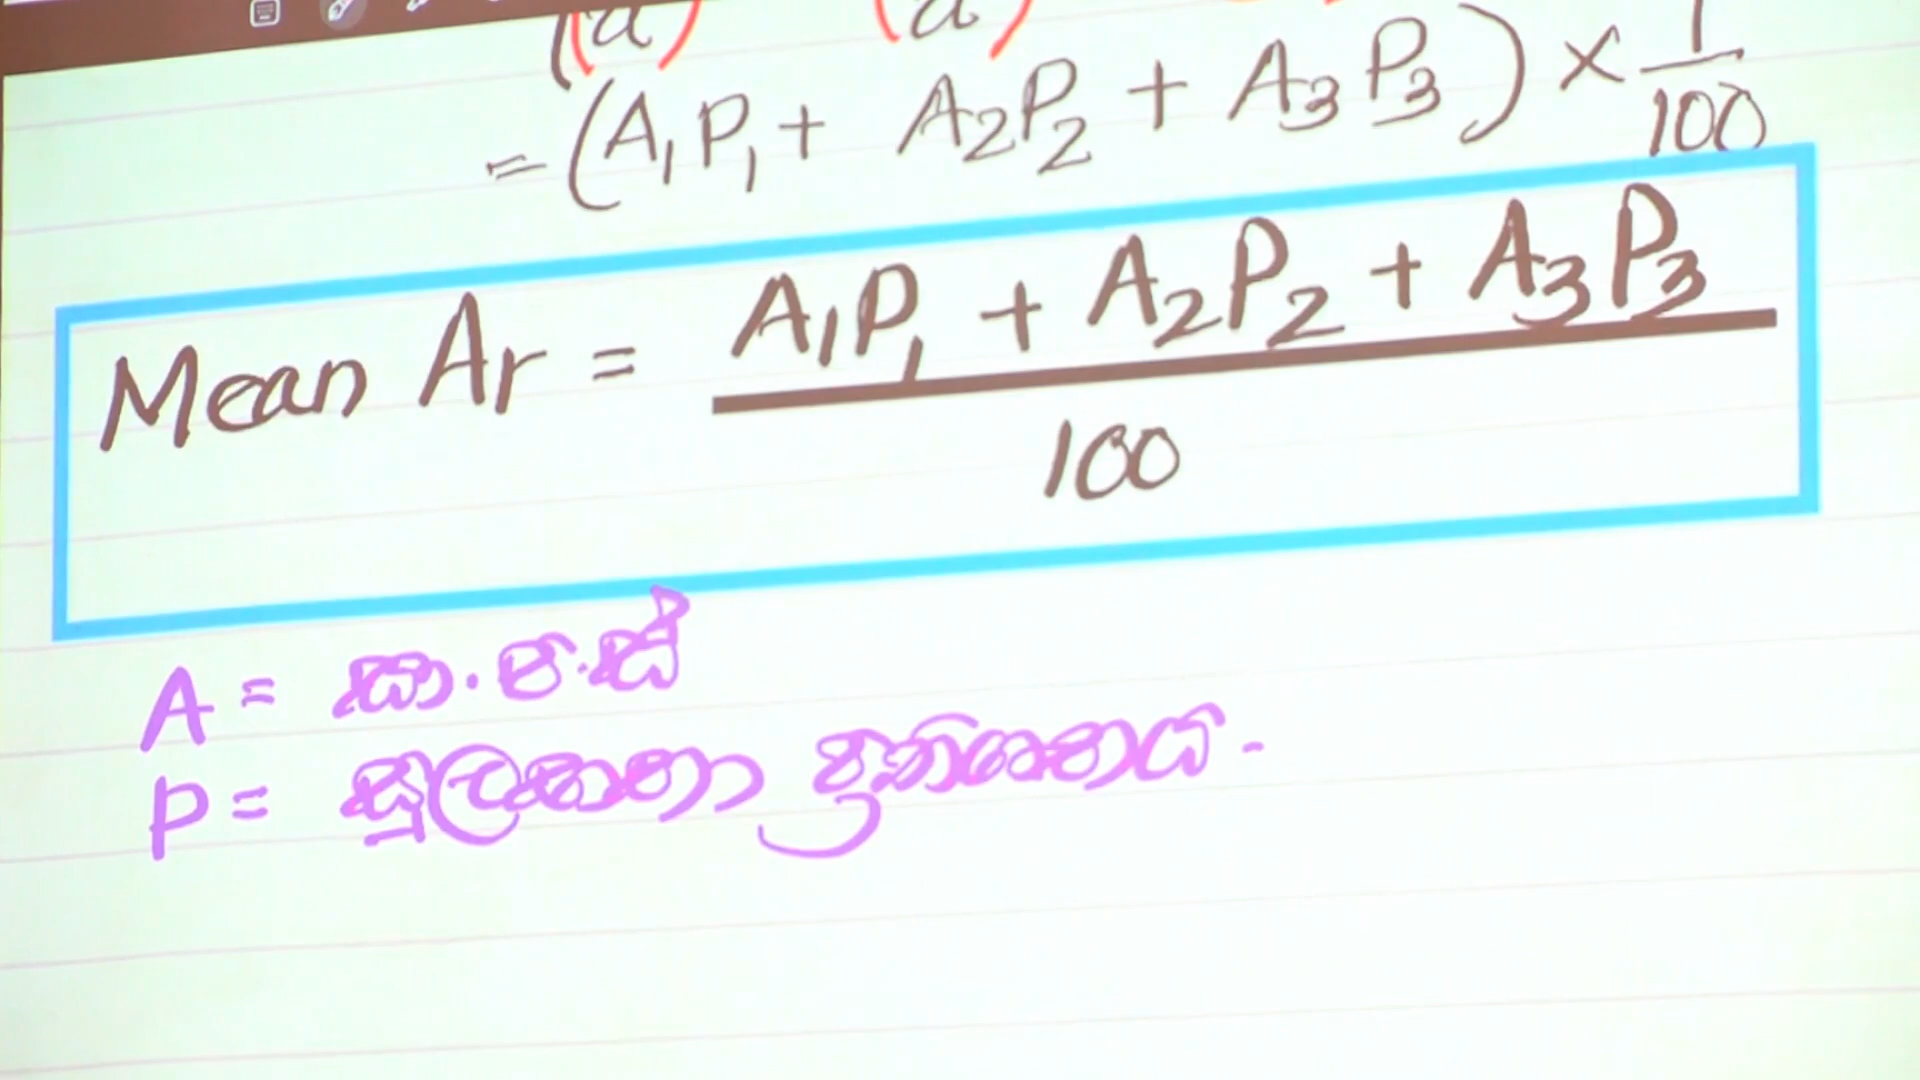 (a) (a)
= (A₁P₁ + A₂P₂ + A₃P₃) × 1/100
Mean Ar = A₁P₁ + A₂P₂ + A₃P₃ / 100
A = සා.ප.ස්
P = සුලභතා ප්‍රතිශතය.